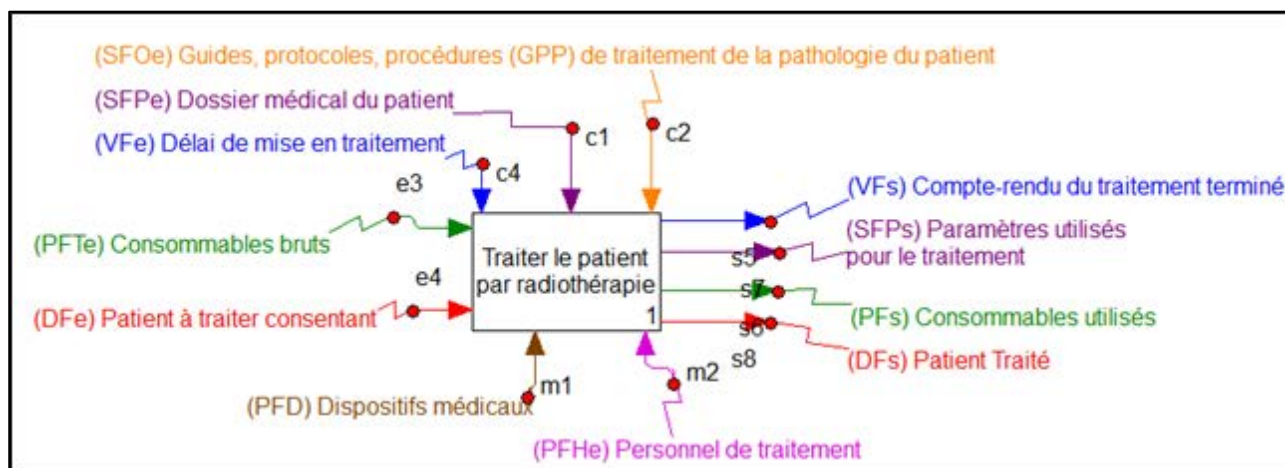 (SFOe) Guides, protocoles, procédures (GPP) de traitement de la pathologie du patient
(SFPe) Dossier médical du patient
c1
c2
(VFe) Délai de mise en traitement
c4
e3
(VFs) Compte-rendu du traitement terminé
(PFTe) Consommables bruts
Traiter le patient
par radiothérapie
1
(SFPs) Paramètres utilisés
pour le traitement
s5
e4
s7
(DFe) Patient à traiter consentant
(PFs) Consommables utilisés
s6
s8
(DFs) Patient Traité
m1
m2
(PFD) Dispositifs médicaux
(PFHe) Personnel de traitement